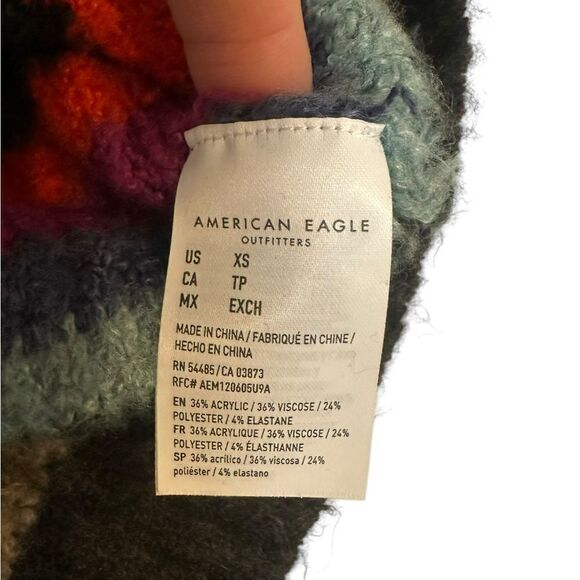 AMERICAN EAGLE
OUTFITTERS
US XS
CA TP
MX EXCH
MADE IN CHINA / FABRIQUÉ EN CHINE /
HECHO EN CHINA
RN 54485 / CA 03873
RFC# AEM120605U9A
EN 36% ACRYLIC / 36% VISCOSE / 24%
POLYESTER / 4% ELASTANE
FR 36% ACRYLIQUE / 36% VISCOSE / 24%
POLYESTER / 4% ÉLASTHANNE
SP 36% acrílico / 36% viscosa / 24%
poliéster / 4% elastano